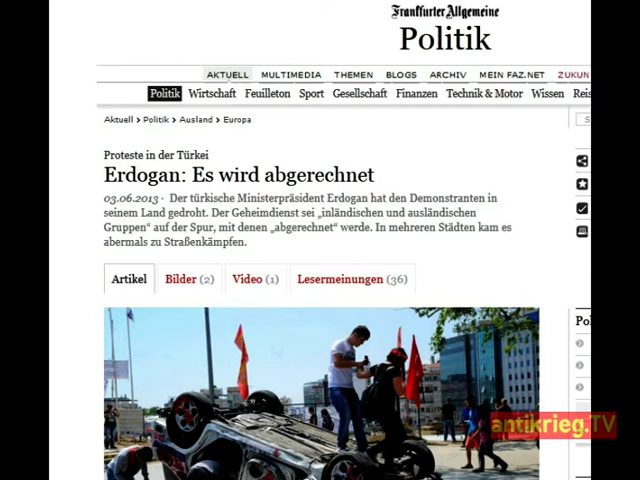 Frankfurter Allgemeine
Politik
AKTUELL MULTIMEDIA THEMEN BLOGS ARCHIV MEIN FAZ.NET ZUKUN
Politik Wirtschaft Feuilleton Sport Gesellschaft Finanzen Technik & Motor Wissen Reis
Aktuell > Politik > Ausland > Europa
S
Proteste in der Türkei
Erdogan: Es wird abgerechnet
03.06.2013 · Der türkische Ministerpräsident Erdogan hat den Demonstranten in
seinem Land gedroht. Der Geheimdienst sei „inländischen und ausländischen
Gruppen“ auf der Spur, mit denen „abgerechnet“ werde. In mehreren Städten kam es
abermals zu Straßenkämpfen.
Artikel Bilder (2) Video (1) Lesermeinungen (36)
Pol
antikrieg.TV